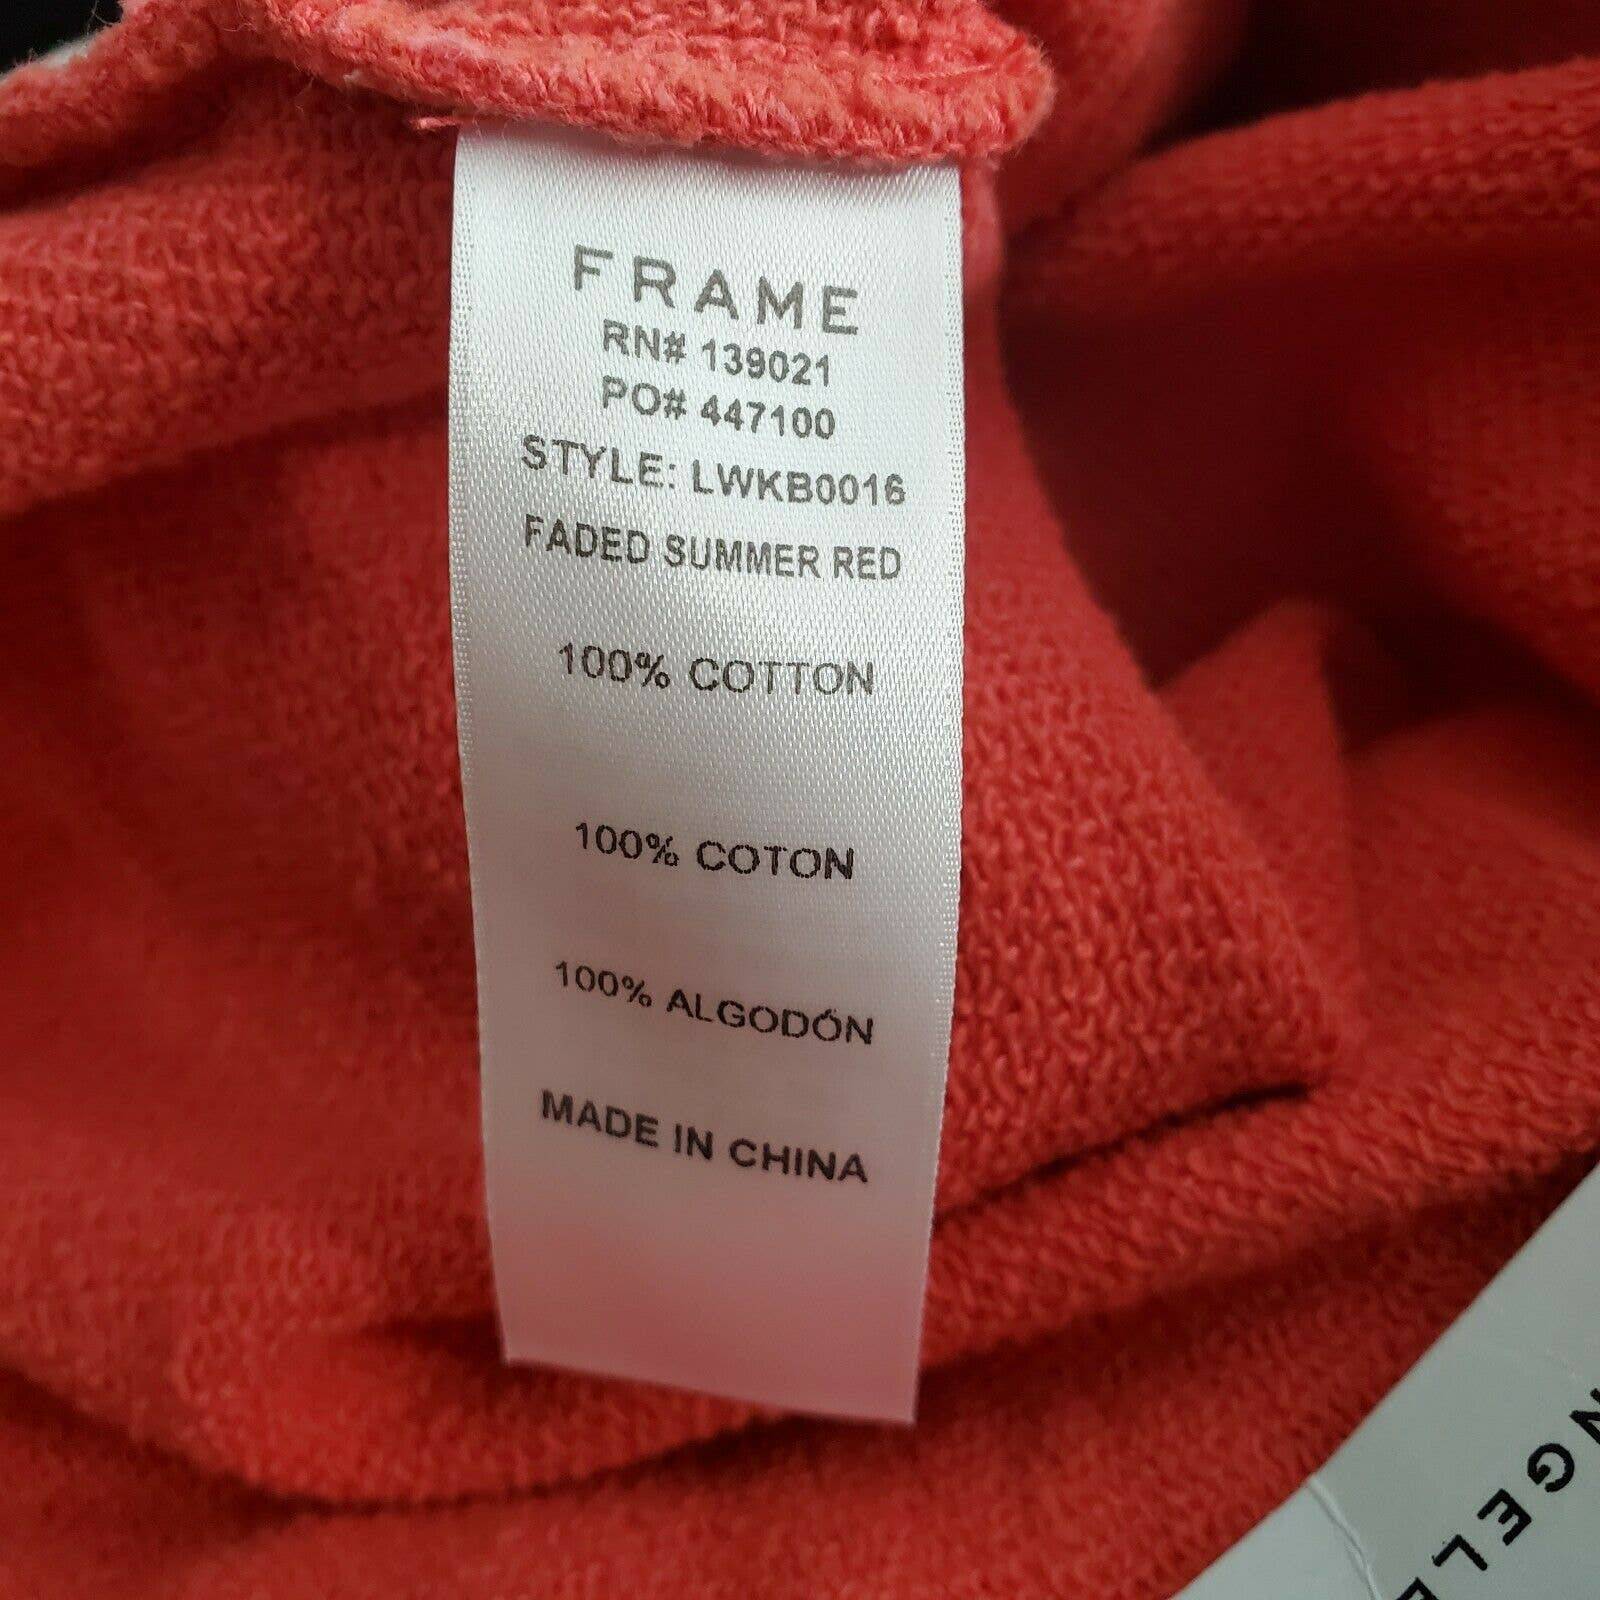 FRAME
RN# 139021
PO# 447100
STYLE: LWKB0016
FADED SUMMER RED
100% COTTON
100% COTON
100% ALGODÓN
MADE IN CHINA